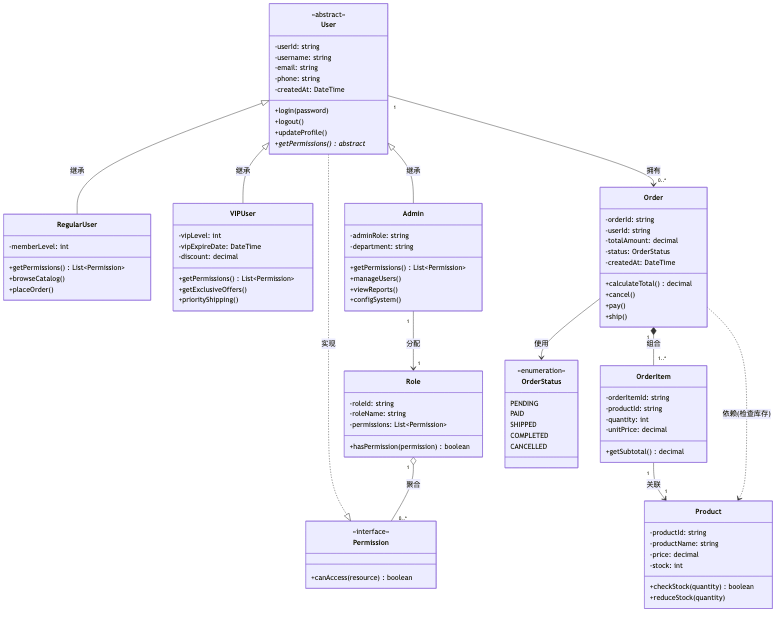 «abstract»
User
-userId: string
-username: string
-email: string
-phone: string
-createdAt: DateTime
+login(password)
+logout()
+updateProfile()
+getPermissions() : abstract
1
继承
继承
继承
拥有
0..*
RegularUser
-memberLevel: int
+getPermissions() : List<Permission>
+browseCatalog()
+placeOrder()
VIPUser
-vipLevel: int
-vipExpireDate: DateTime
-discount: decimal
+getPermissions() : List<Permission>
+getExclusiveOffers()
+priorityShipping()
Admin
-adminRole: string
-department: string
+getPermissions() : List<Permission>
+manageUsers()
+viewReports()
+configSystem()
Order
-orderId: string
-userId: string
-totalAmount: decimal
-status: OrderStatus
-createdAt: DateTime
+calculateTotal() : decimal
+cancel()
+pay()
+ship()
1
实现
分配
1
使用
1
组合
1..*
Role
-roleId: string
-roleName: string
-permissions: List<Permission>
+hasPermission(permission) : boolean
«enumeration»
OrderStatus
PENDING
PAID
SHIPPED
COMPLETED
CANCELLED
OrderItem
-orderItemId: string
-productId: string
-quantity: int
-unitPrice: decimal
+getSubtotal() : decimal
依赖(检查库存)
1
聚合
0..*
1
关联
1
«interface»
Permission
+canAccess(resource) : boolean
Product
-productId: string
-productName: string
-price: decimal
-stock: int
+checkStock(quantity) : boolean
+reduceStock(quantity)